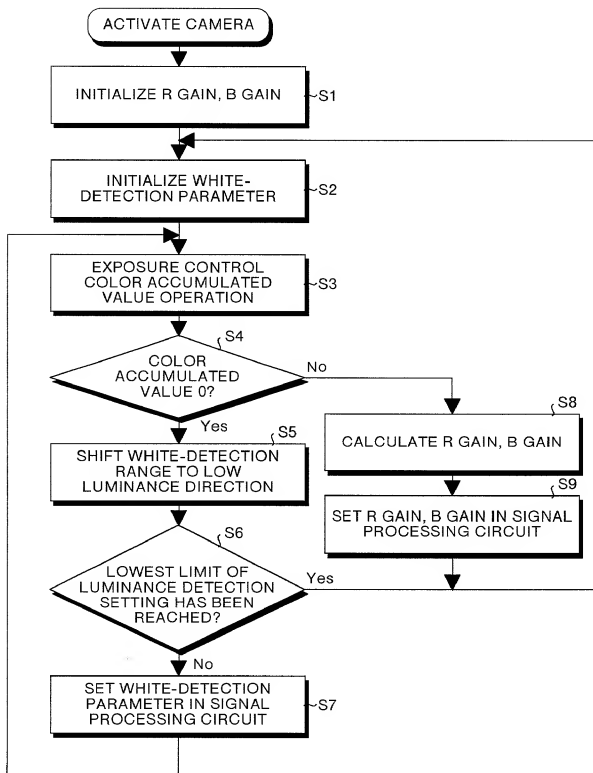 ACTIVATE CAMERA
INITIALIZE R GAIN, B GAIN
S1
INITIALIZE WHITE-
DETECTION PARAMETER
S2
EXPOSURE CONTROL
COLOR ACCUMULATED
VALUE OPERATION
S3
S4
COLOR
ACCUMULATED
VALUE 0?
No
Yes
S5
SHIFT WHITE-DETECTION
RANGE TO LOW
LUMINANCE DIRECTION
S8
CALCULATE R GAIN, B GAIN
S9
SET R GAIN, B GAIN IN SIGNAL
PROCESSING CIRCUIT
S6
LOWEST LIMIT OF
LUMINANCE DETECTION
SETTING HAS BEEN
REACHED?
Yes
No
SET WHITE-DETECTION
PARAMETER IN SIGNAL
PROCESSING CIRCUIT
S7